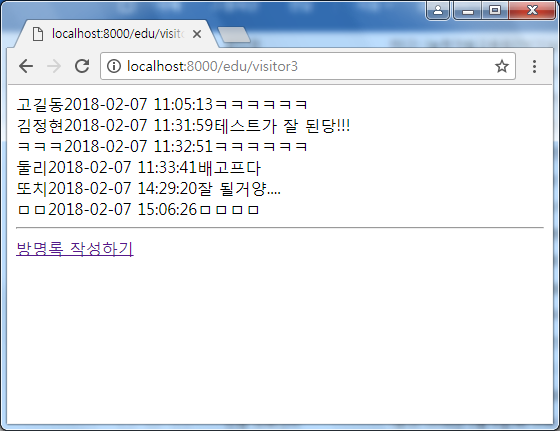 localhost:8000/edu/visito
localhost:8000/edu/visitor3
고길동2018-02-07 11:05:13ㅋㅋㅋㅋㅋㅋ
김정현2018-02-07 11:31:59테스트가 잘 된당!!!
ㅋㅋㅋ2018-02-07 11:32:51ㅋㅋㅋㅋㅋㅋ
둘리2018-02-07 11:33:41배고프다
또치2018-02-07 14:29:20잘 될거양....
ㅁㅁ2018-02-07 15:06:26ㅁㅁㅁㅁ
방명록 작성하기